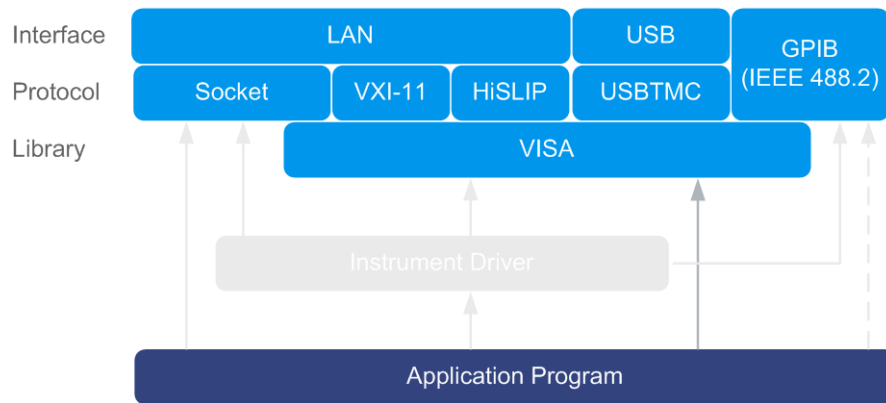 Interface
LAN
USB
GPIB
(IEEE 488.2)
Protocol
Socket
VXI-11
HiSLIP
USBTMC
Library
VISA
Instrument Driver
Application Program